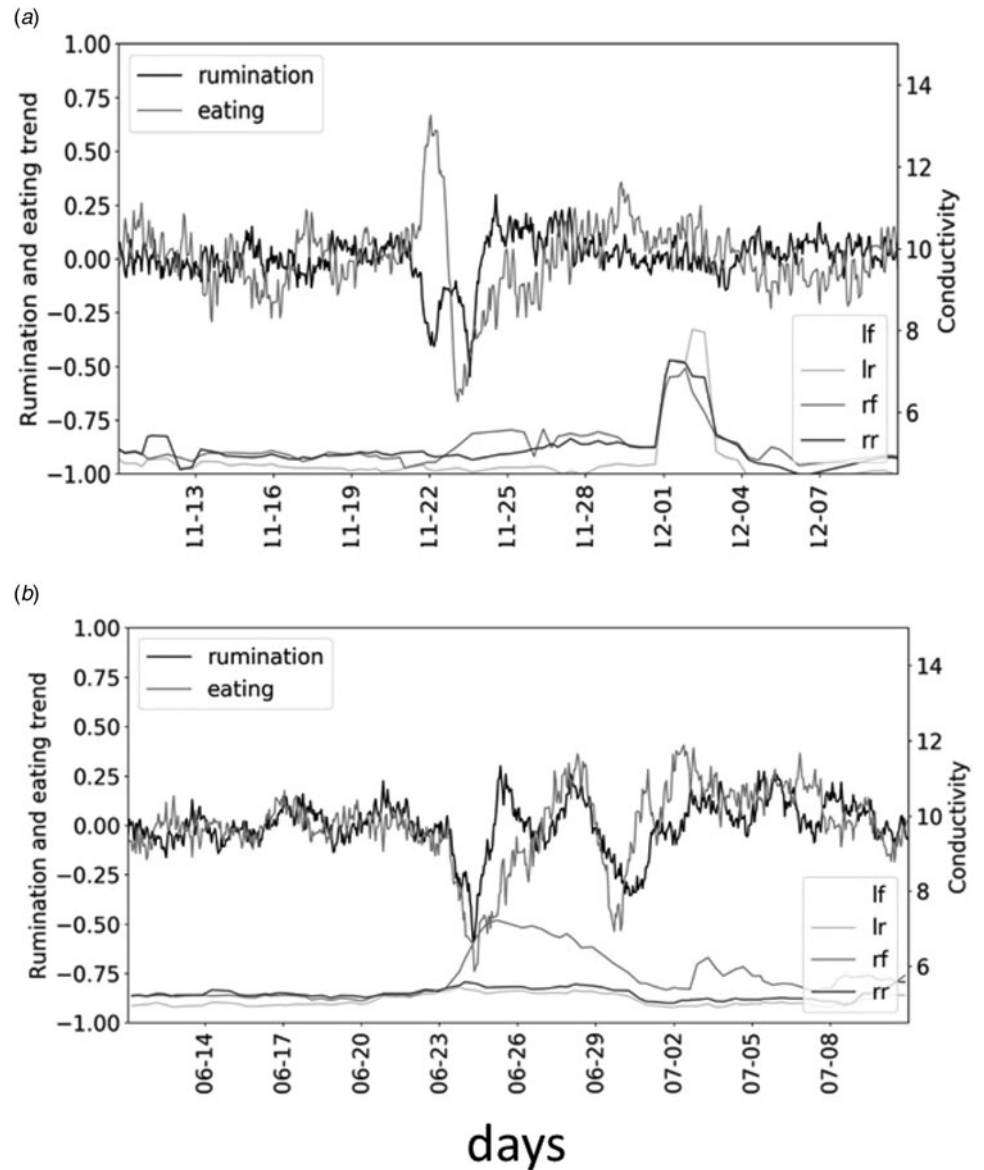 (a)
1.00
0.75
0.50
0.25
0.00
−0.25
−0.50
−0.75
−1.00
Rumination and eating trend
rumination
eating
14
12
10
8
6
Conductivity
lf
lr
rf
rr
11-13
11-16
11-19
11-22
11-25
11-28
12-01
12-04
12-07
(b)
1.00
0.75
0.50
0.25
0.00
−0.25
−0.50
−0.75
−1.00
Rumination and eating trend
rumination
eating
14
12
10
8
6
Conductivity
lf
lr
rf
rr
06-14
06-17
06-20
06-23
06-26
06-29
07-02
07-05
07-08
days